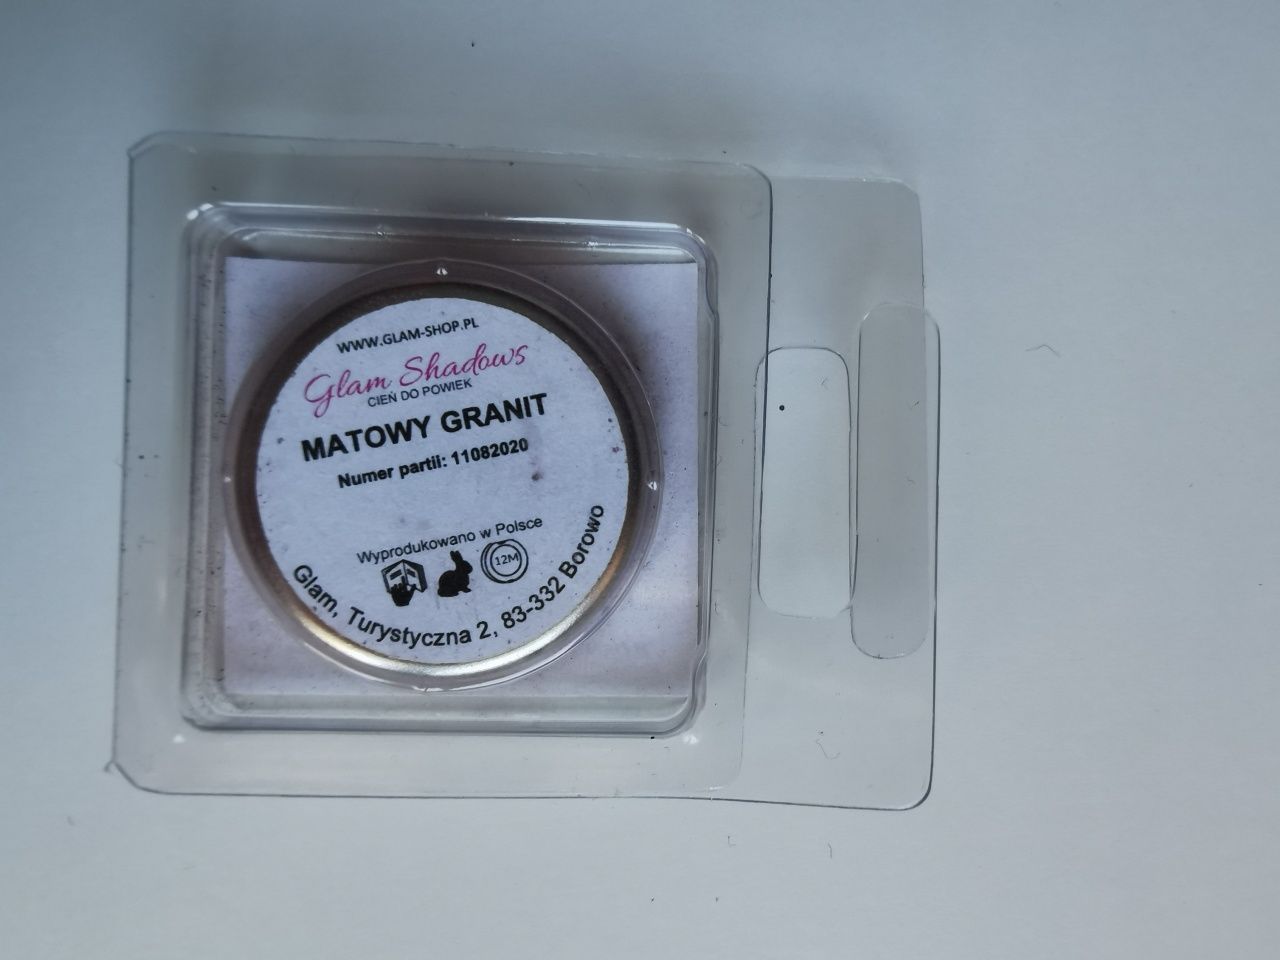 WWW.GLAM-SHOP.PL
Glam Shadows
CIEŃ DO POWIEK
MATOWY GRANIT
Numer partii: 11082020
Wyprodukowano w Polsce
12M
Glam, Turystyczna 2, 83-332 Borowo